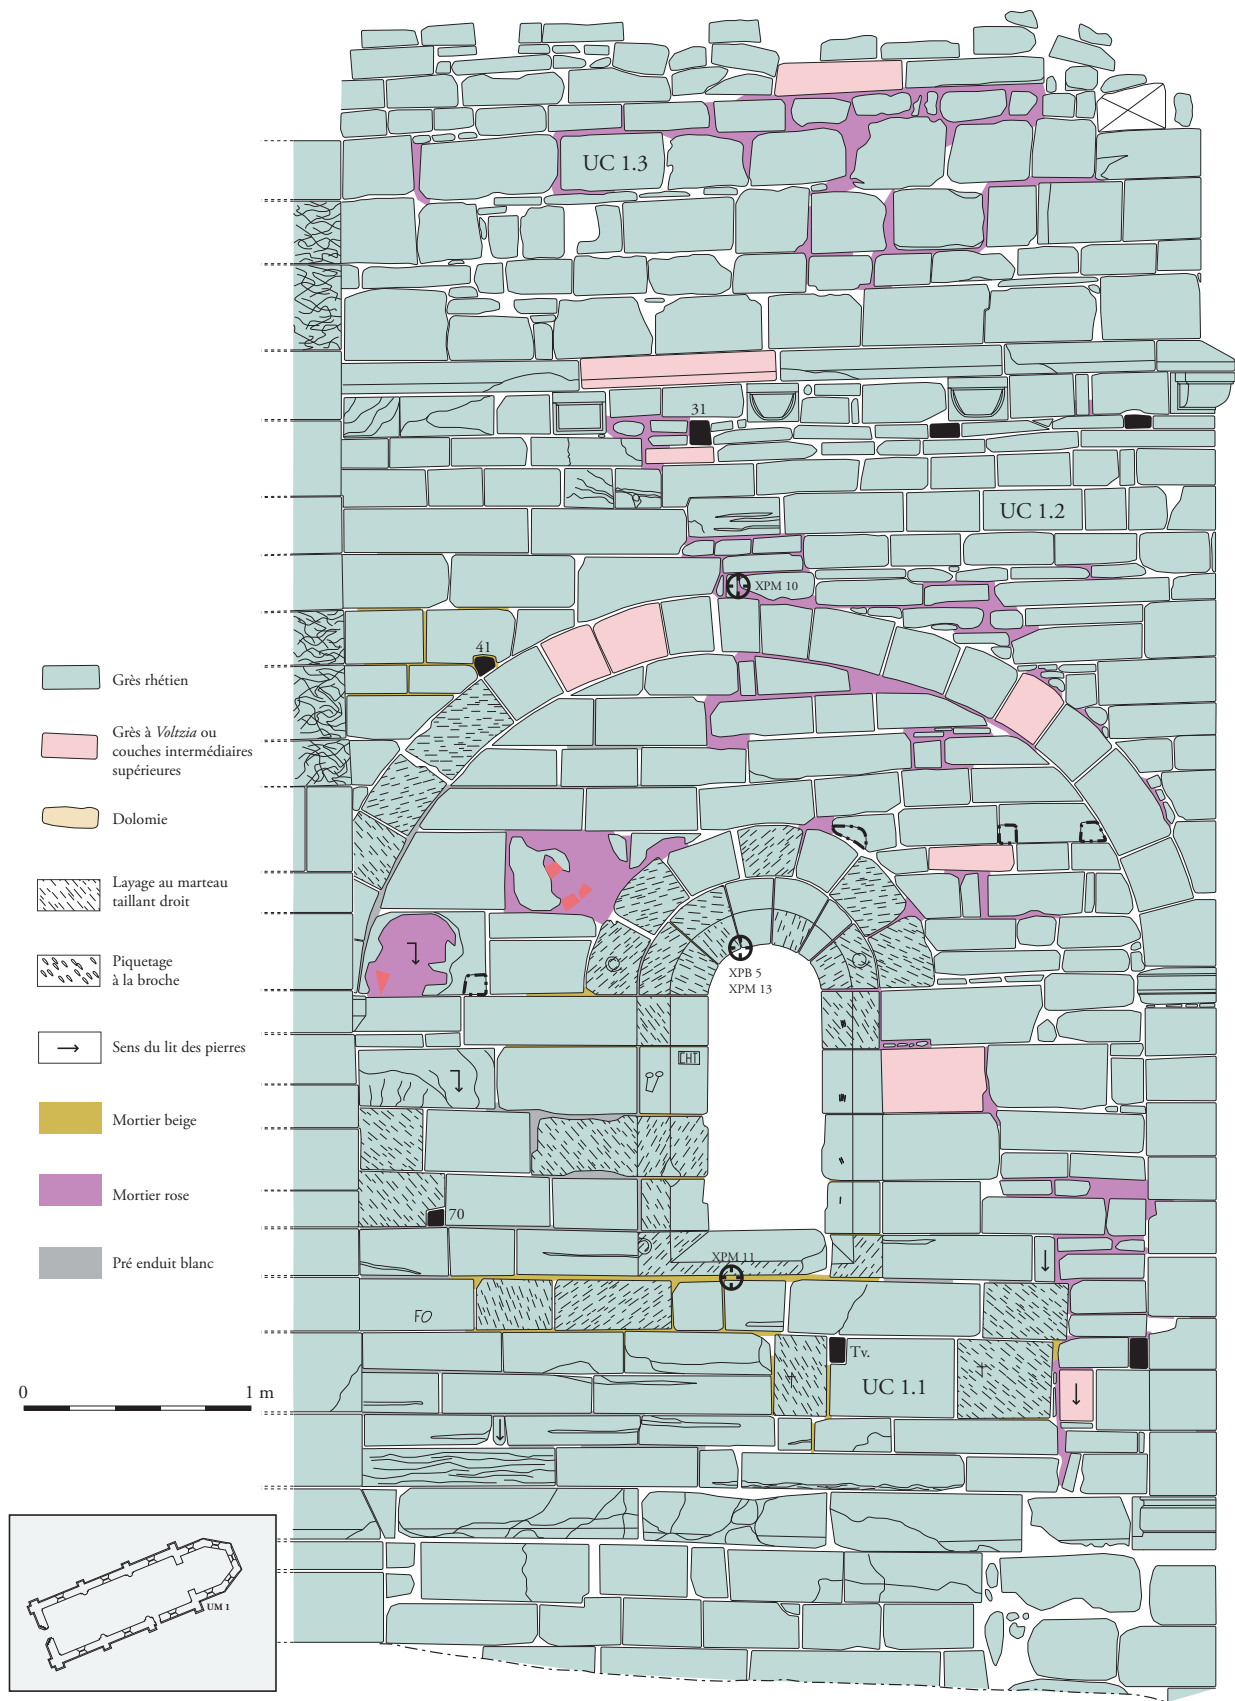 UC 1.3
31
UC 1.2
XPM 10
41
Grès rhétien
Grès à Voltzia ou
couches intermédiaires
supérieures
Dolomie
Layage au marteau
taillant droit
Piquetage
à la broche
Sens du lit des pierres
Mortier beige
Mortier rose
Pré enduit blanc
XPB 5
XPM 13
CHT
70
XPM 11
FO
Tv.
UC 1.1
0 1 m
UM 1